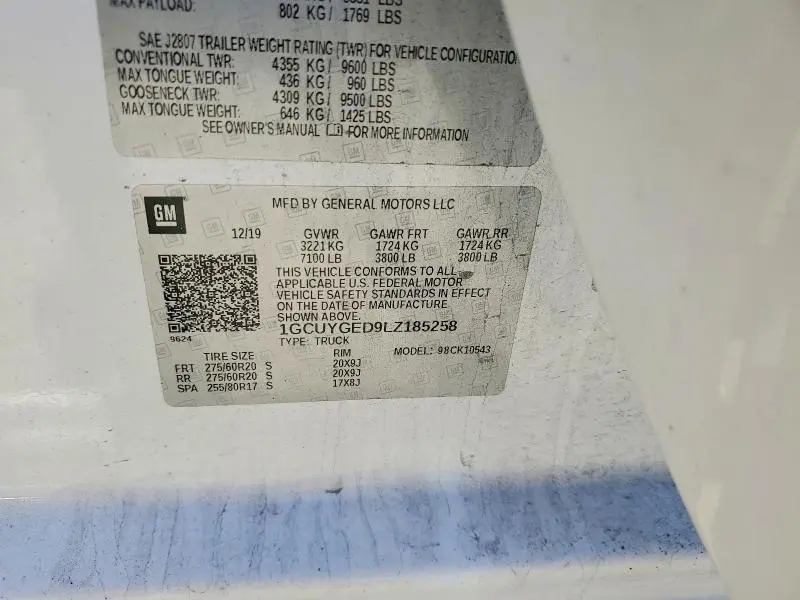 MAX PAYLOAD: 802 KG/ 1769 LBS
SAE J2807 TRAILER WEIGHT RATING (TWR) FOR VEHICLE CONFIGURATION
CONVENTIONAL TWR: 4355 KG/ 9600 LBS
MAX TONGUE WEIGHT: 436 KG/ 960 LBS
GOOSENECK TWR: 4309 KG/ 9500 LBS
MAX TONGUE WEIGHT: 646 KG/ 1425 LBS
SEE OWNER'S MANUAL FOR MORE INFORMATION
GM
MFD BY GENERAL MOTORS LLC
12/19 GVWR GAWR FRT GAWR RR
3221 KG 1724 KG 1724 KG
7100 LB 3800 LB 3800 LB
THIS VEHICLE CONFORMS TO ALL
APPLICABLE U.S. FEDERAL MOTOR
VEHICLE SAFETY STANDARDS IN EFFECT
ON THE DATE OF MANUFACTURE
SHOWN ABOVE.
1GCUYGED9LZ185258
9624
TYPE: TRUCK MODEL: 98CK10543
TIRE SIZE RIM
FRT 275/60R20 S 20X9J
RR 275/60R20 S 20X9J
SPA 255/80R17 S 17X8J